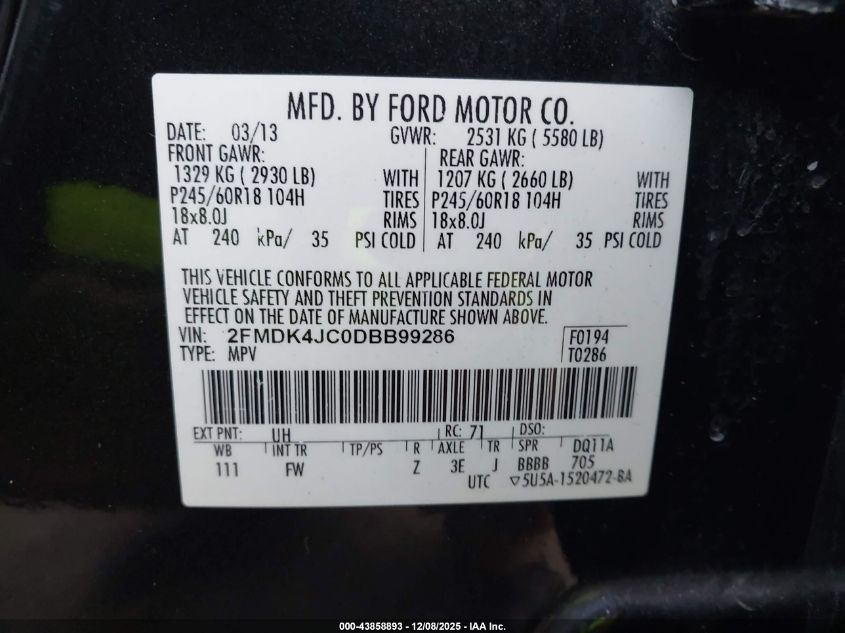 MFD. BY FORD MOTOR CO.
DATE: 03/13 GVWR: 2531 KG ( 5580 LB)
FRONT GAWR: REAR GAWR:
1329 KG ( 2930 LB) WITH 1207 KG ( 2660 LB) WITH
P245/60R18 104H TIRES P245/60R18 104H TIRES
18x8.0J RIMS 18x8.0J RIMS
AT 240 kPa/ 35 PSI COLD AT 240 kPa/ 35 PSI COLD
THIS VEHICLE CONFORMS TO ALL APPLICABLE FEDERAL MOTOR
VEHICLE SAFETY AND THEFT PREVENTION STANDARDS IN
EFFECT ON THE DATE OF MANUFACTURE SHOWN ABOVE.
VIN: 2FMDK4JC0DBB99286 F0194
TYPE: MPV T0286
EXT PNT: UH RC: 71 DSO:
WB INT TR TP/PS R AXLE TR SPR DQ11A
111 FW Z 3E J BBBB 705
UTC ▽5U5A-1520472-BA
000-43858893 - 12/08/2025 - IAA Inc.